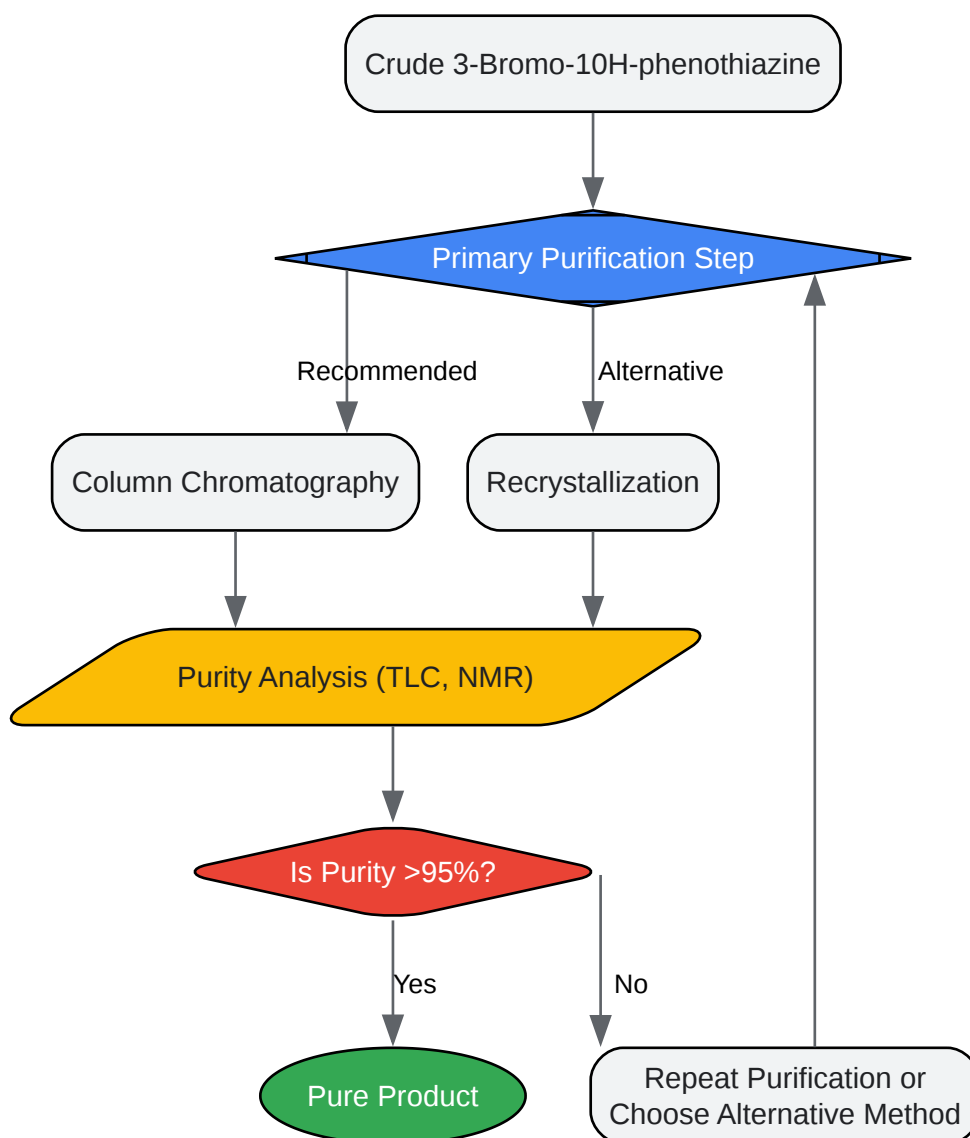 Crude 3-Bromo-10H-phenothiazine
Primary Purification Step
Recommended
Alternative
Column Chromatography
Recrystallization
Purity Analysis (TLC, NMR)
Is Purity >95%?
Yes
No
Pure Product
Repeat Purification or
Choose Alternative Method